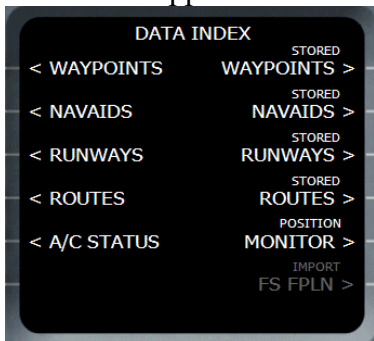 DATA INDEX
STORED
< WAYPOINTS WAYPOINTS >
STORED
< NAVAIDS NAVAIDS >
STORED
< RUNWAYS RUNWAYS >
STORED
< ROUTES ROUTES >
POSITION
< A/C STATUS MONITOR >
IMPORT
FS FPLN >